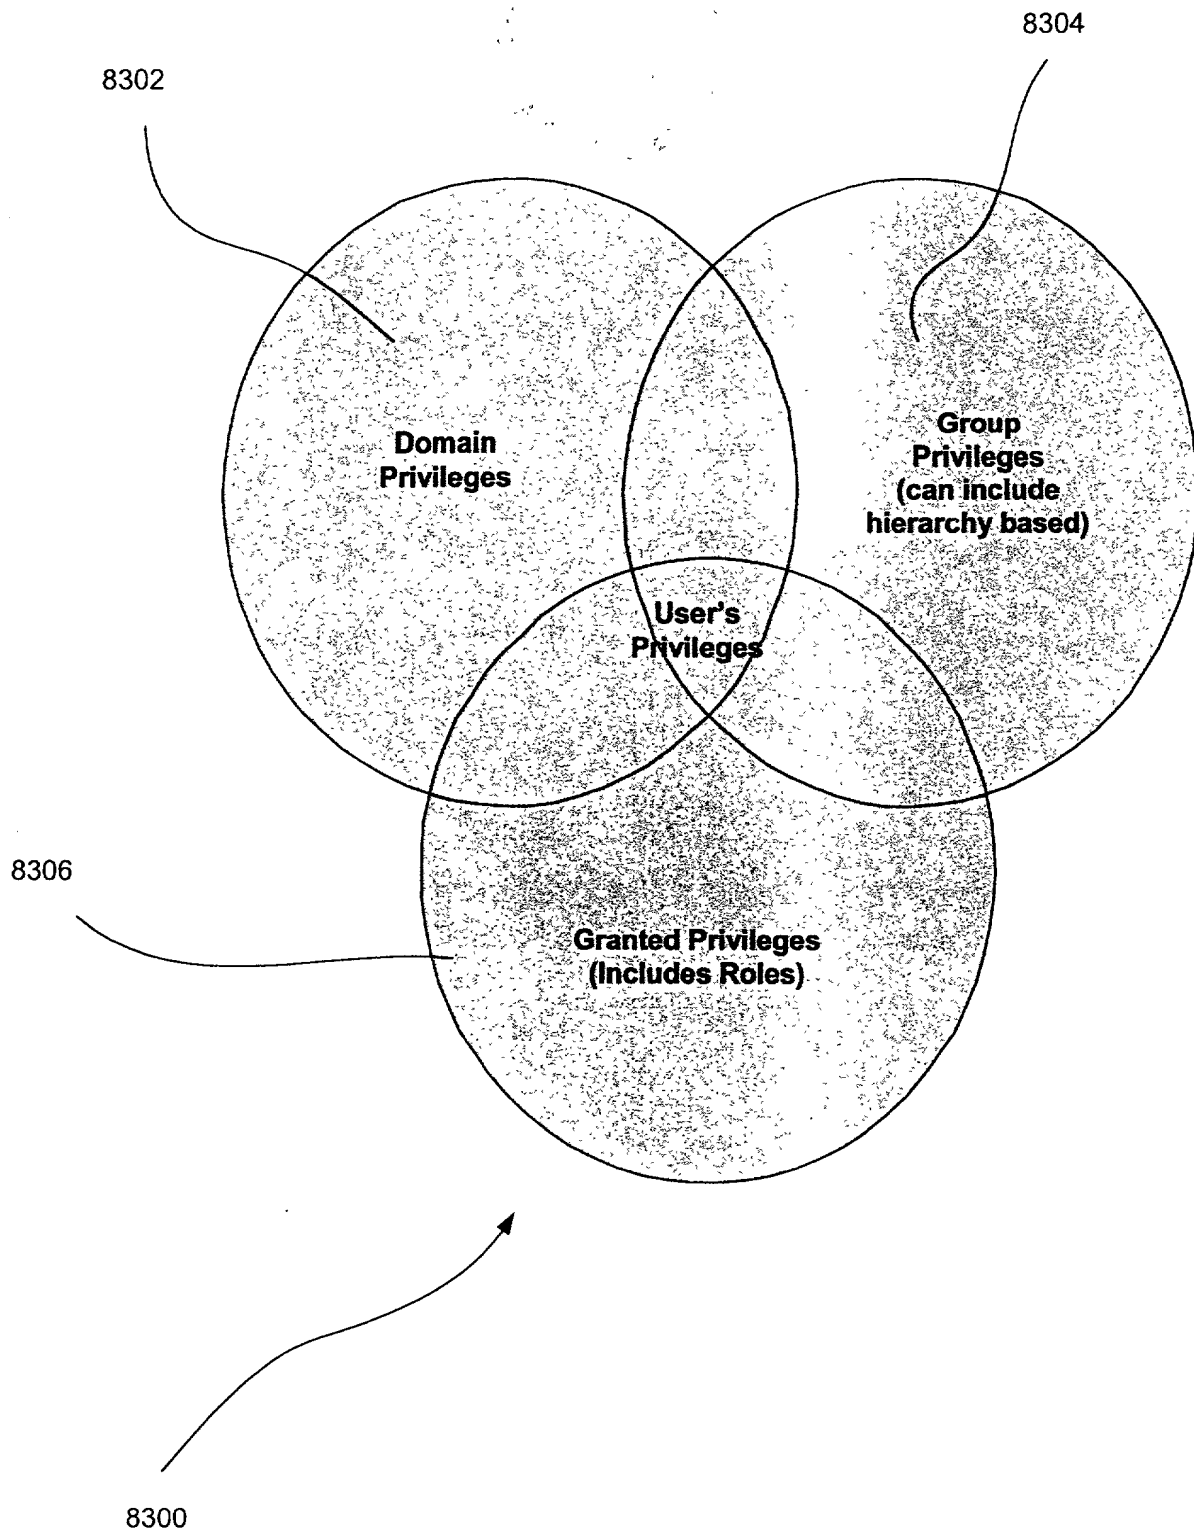 8304
8302
Domain
Privileges
Group
Privileges
(can include
hierarchy based)
User's
Privileges
8306
Granted Privileges
(Includes Roles)
8300